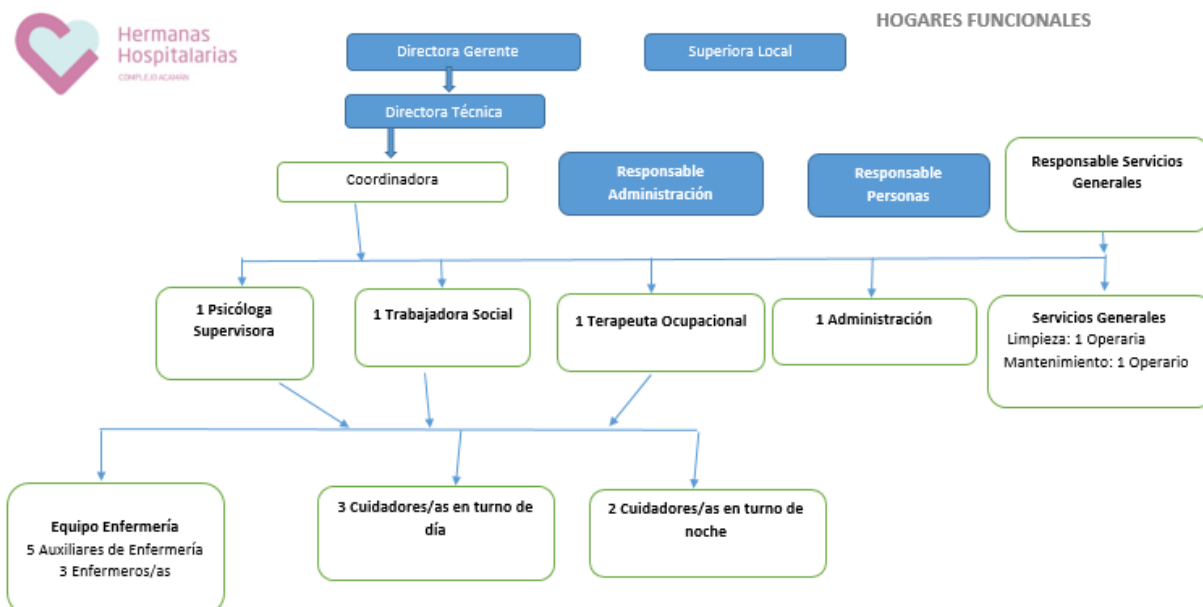 Hermanas
Hospitalarias
COMPLEJO ACAMÁN
HOGARES FUNCIONALES
Directora Gerente
Superiora Local
Directora Técnica
Coordinadora
Responsable
Administración
Responsable
Personas
Responsable Servicios
Generales
1 Psicóloga
Supervisora
1 Trabajadora Social
1 Terapeuta Ocupacional
1 Administración
Servicios Generales
Limpieza: 1 Operaria
Mantenimiento: 1 Operario
Equipo Enfermería
5 Auxiliares de Enfermería
3 Enfermeros/as
3 Cuidadores/as en turno de
día
2 Cuidadores/as en turno de
noche